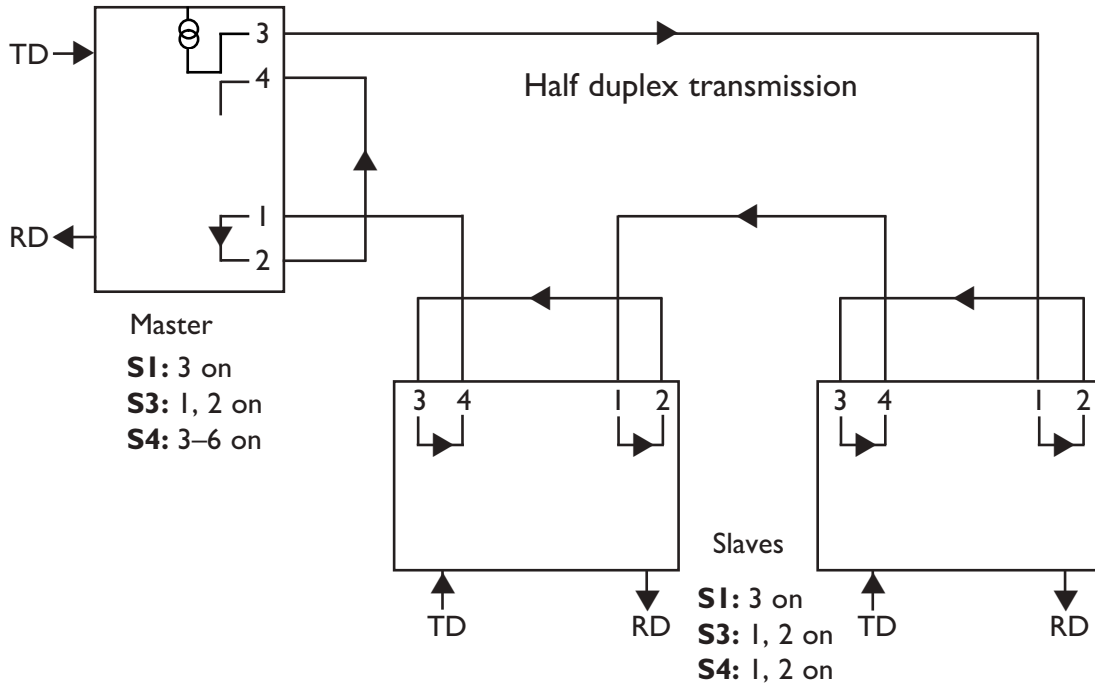 TD
3
4
Half duplex transmission
1
2
RD
Master
S1: 3 on
S3: 1, 2 on
S4: 3–6 on
3 4 1 2
3 4 1 2
Slaves
S1: 3 on
S3: 1, 2 on
S4: 1, 2 on
TD RD
TD RD